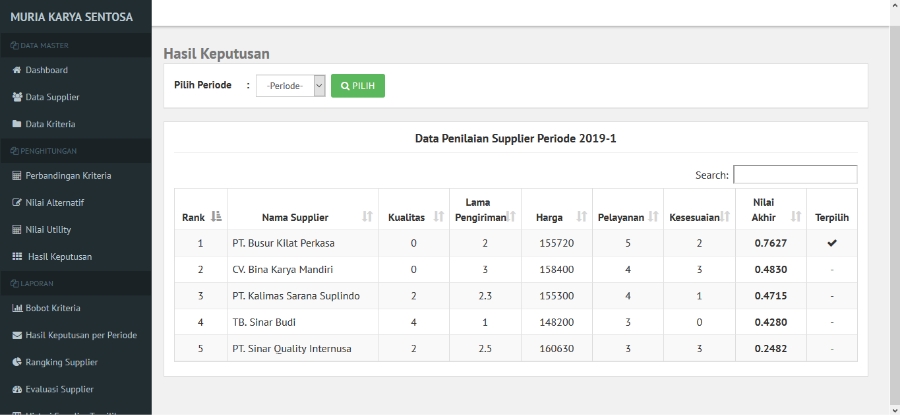 MURIA KARYA SENTOSA
DATA MASTER
Dashboard
Data Supplier
Data Kriteria
PENGHITUNGAN
Perbandingan Kriteria
Nilai Alternatif
Nilai Utility
Hasil Keputusan
LAPORAN
Bobot Kriteria
Hasil Keputusan per Periode
Rangking Supplier
Evaluasi Supplier
Hasil Keputusan
Pilih Periode : -Periode- PILIH
Data Penilaian Supplier Periode 2019-1
Search:
Rank Nama Supplier Kualitas Lama Pengiriman Harga Pelayanan Kesesuaian Nilai Akhir Terpilih
1 PT. Busur Kilat Perkasa 0 2 155720 5 2 0.7627 ✔
2 CV. Bina Karya Mandiri 0 3 158400 4 3 0.4830 -
3 PT. Kalimas Sarana Suplindo 2 2.3 155300 4 1 0.4715 -
4 TB. Sinar Budi 4 1 148200 3 0 0.4280 -
5 PT. Sinar Quality Internusa 2 2.5 160630 3 3 0.2482 -